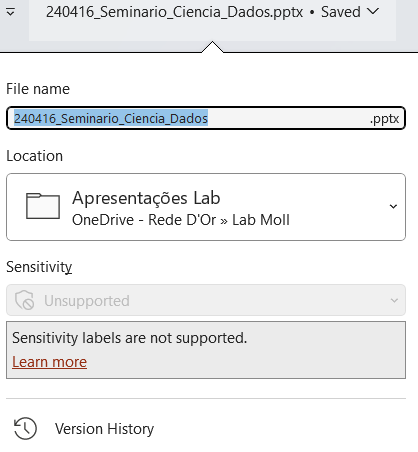 240416_Seminario_Ciencia_Dados.pptx • Saved
File name
240416_Seminario_Ciencia_Dados .pptx
Location
Apresentações Lab
OneDrive - Rede D'Or » Lab Moll
Sensitivity
Unsupported
Sensitivity labels are not supported.
Learn more
Version History